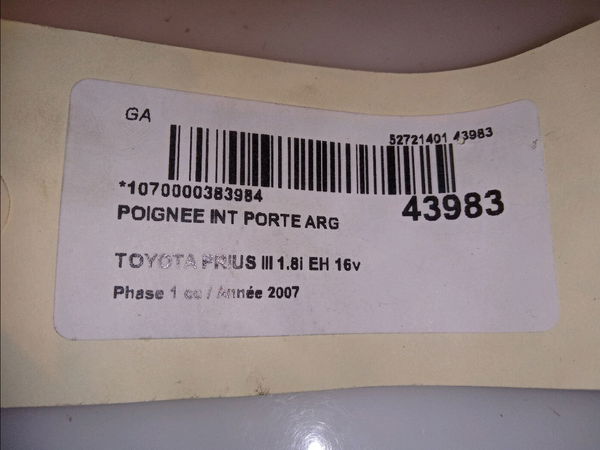 GA
52721401 43983
*1070000383984
43983
POIGNEE INT PORTE ARG
TOYOTA PRIUS III 1.8i EH 16v
Phase 1 cc / Année 2007